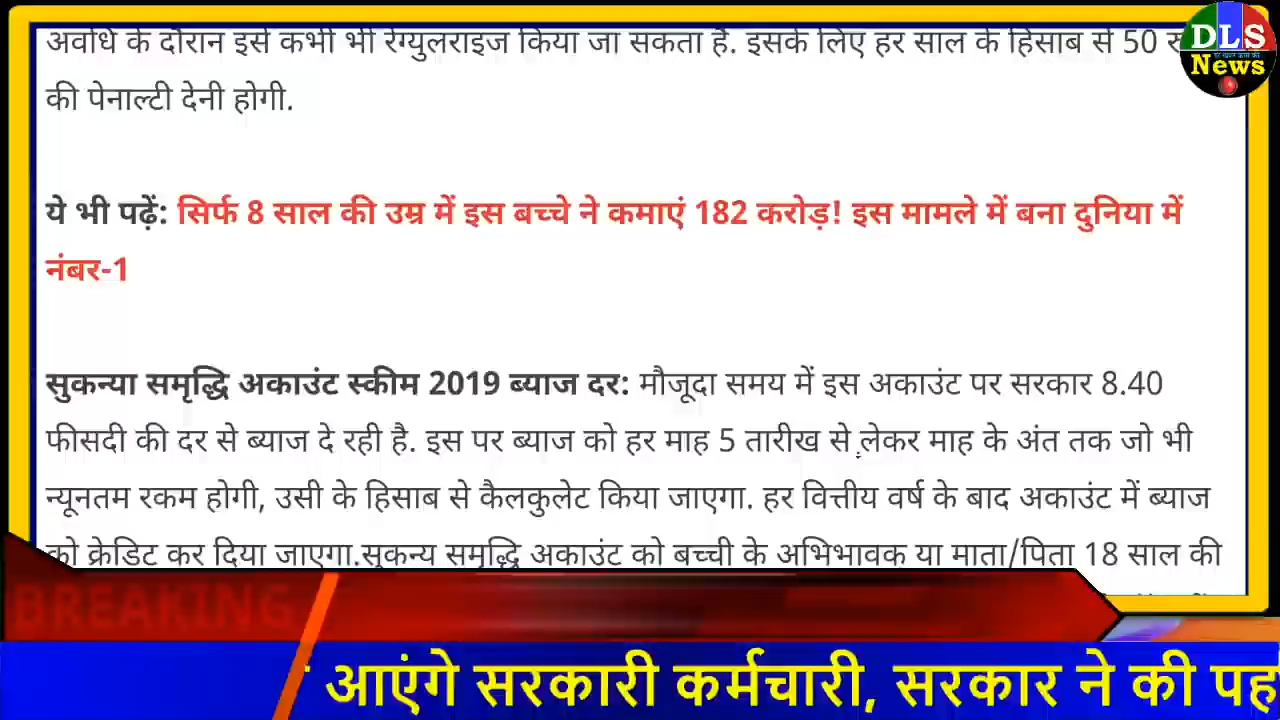 अवधि के दौरान इसे कभी भी रेग्युलराइज किया जा सकता है. इसके लिए हर साल के हिसाब से 50
की पेनाल्टी देनी होगी.
ये भी पढ़ें: सिर्फ 8 साल की उम्र में इस बच्चे ने कमाएं 182 करोड़! इस मामले में बना दुनिया में
नंबर-1
सुकन्या समृद्धि अकाउंट स्कीम 2019 ब्याज दर: मौजूदा समय में इस अकाउंट पर सरकार 8.40
फीसदी की दर से ब्याज दे रही है. इस पर ब्याज को हर माह 5 तारीख से लेकर माह के अंत तक जो भी
न्यूनतम रकम होगी, उसी के हिसाब से कैलकुलेट किया जाएगा. हर वित्तीय वर्ष के बाद अकाउंट में ब्याज
को क्रेडिट कर दिया जाएगा.सुकन्य समृद्धि अकाउंट को बच्ची के अभिभावक या माता/पिता 18 साल की
DLS
News
BREAKING
आएंगे सरकारी कर्मचारी, सरकार ने की पह